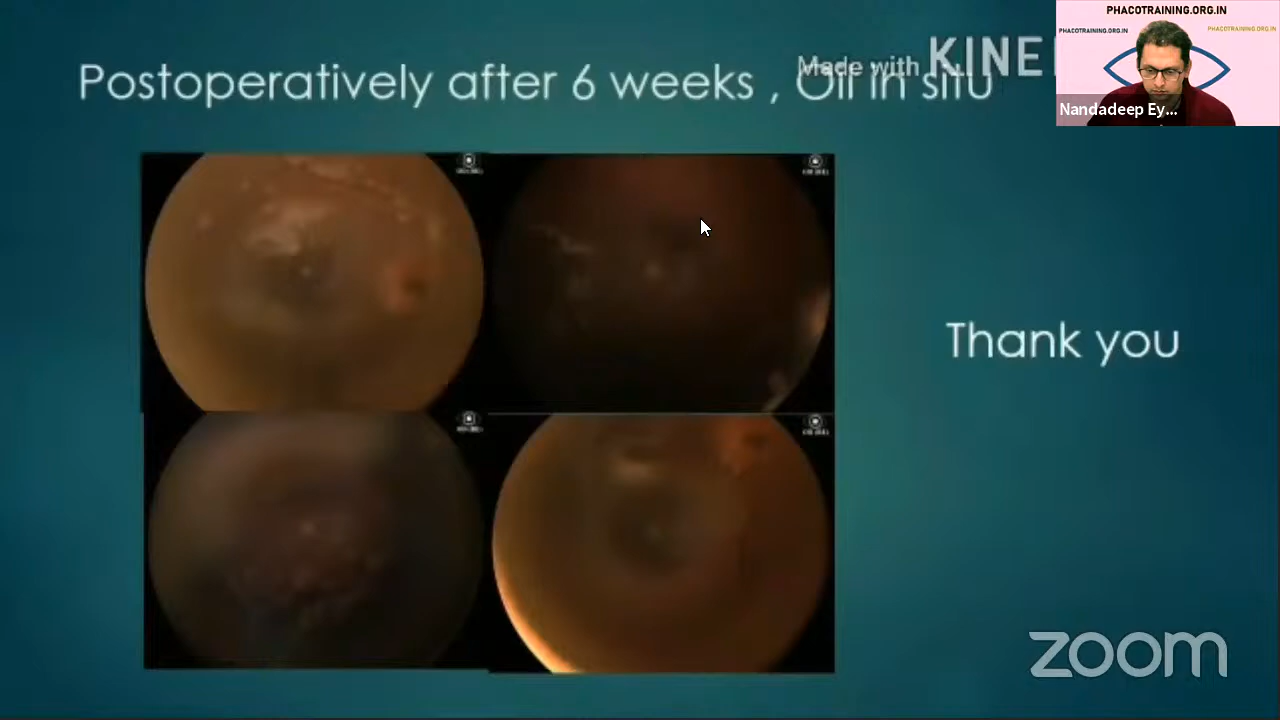 PHACOTRAINING.ORG.IN
PHACOTRAINING.ORG.IN
PHACOTRAINING.ORG.IN
Made with KINE
Postoperatively after 6 weeks , Oil in situ
Nandadeep Ey...
Thank you
zoom